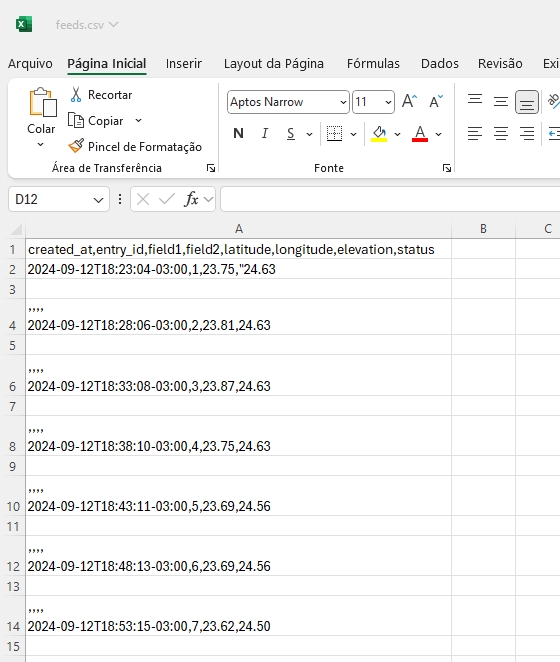 feeds.csv
Arquivo Página Inicial Inserir Layout da Página Fórmulas Dados Revisão Exi
Recortar
Aptos Narrow 11 A A
Copiar
Colar
N I S A
Pincel de Formatação
Área de Transferência Fonte
D12 fx
A B C
1 created_at,entry_id,field1,field2,latitude,longitude,elevation,status
2 2024-09-12T18:23:04-03:00,1,23.75,"24.63
3
,,,,
4 2024-09-12T18:28:06-03:00,2,23.81,24.63
5
,,,,
6 2024-09-12T18:33:08-03:00,3,23.87,24.63
7
,,,,
8 2024-09-12T18:38:10-03:00,4,23.75,24.63
9
,,,,
10 2024-09-12T18:43:11-03:00,5,23.69,24.56
11
,,,,
12 2024-09-12T18:48:13-03:00,6,23.69,24.56
13
,,,,
14 2024-09-12T18:53:15-03:00,7,23.62,24.50
15